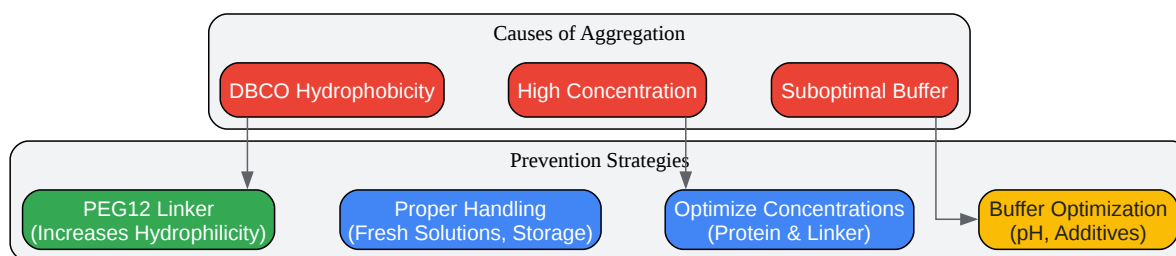 Causes of Aggregation
DBCO Hydrophobicity
High Concentration
Suboptimal Buffer
Prevention Strategies
PEG12 Linker
(Increases Hydrophilicity)
Proper Handling
(Fresh Solutions, Storage)
Optimize Concentrations
(Protein & Linker)
Buffer Optimization
(pH, Additives)